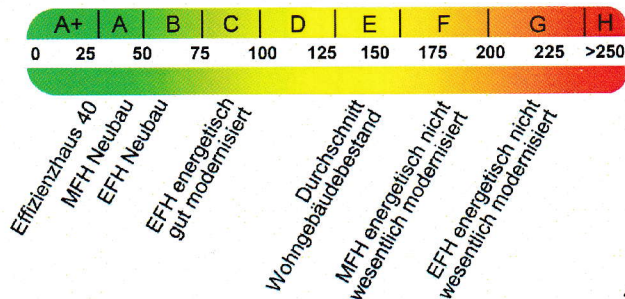 A+ A B C D E F G H
0 25 50 75 100 125 150 175 200 225 >250
Effizienzhaus 40
MFH Neubau
EFH Neubau
EFH energetisch
gut modernisiert
Durchschnitt
Wohngebäudebestand
MFH energetisch nicht
wesentlich modernisiert
EFH energetisch nicht
wesentlich modernisiert